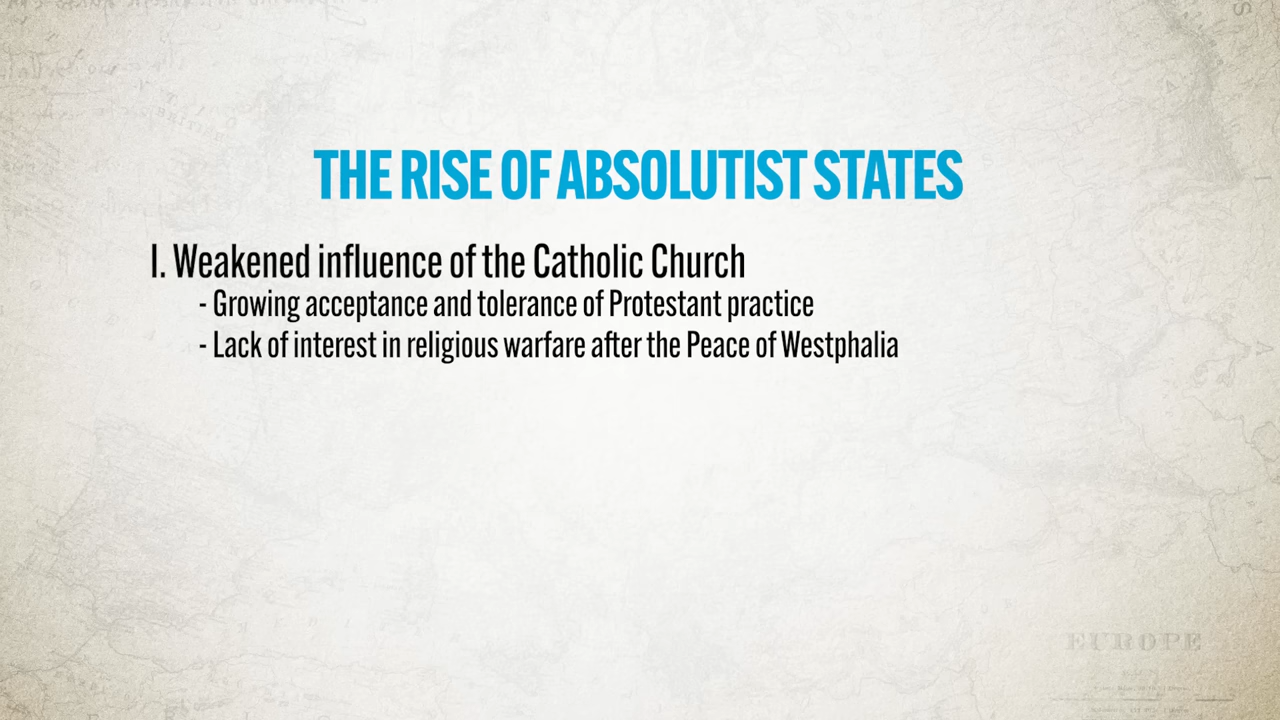 THE RISE OF ABSOLUTIST STATES
I. Weakened influence of the Catholic Church
- Growing acceptance and tolerance of Protestant practice
- Lack of interest in religious warfare after the Peace of Westphalia
EUROPE